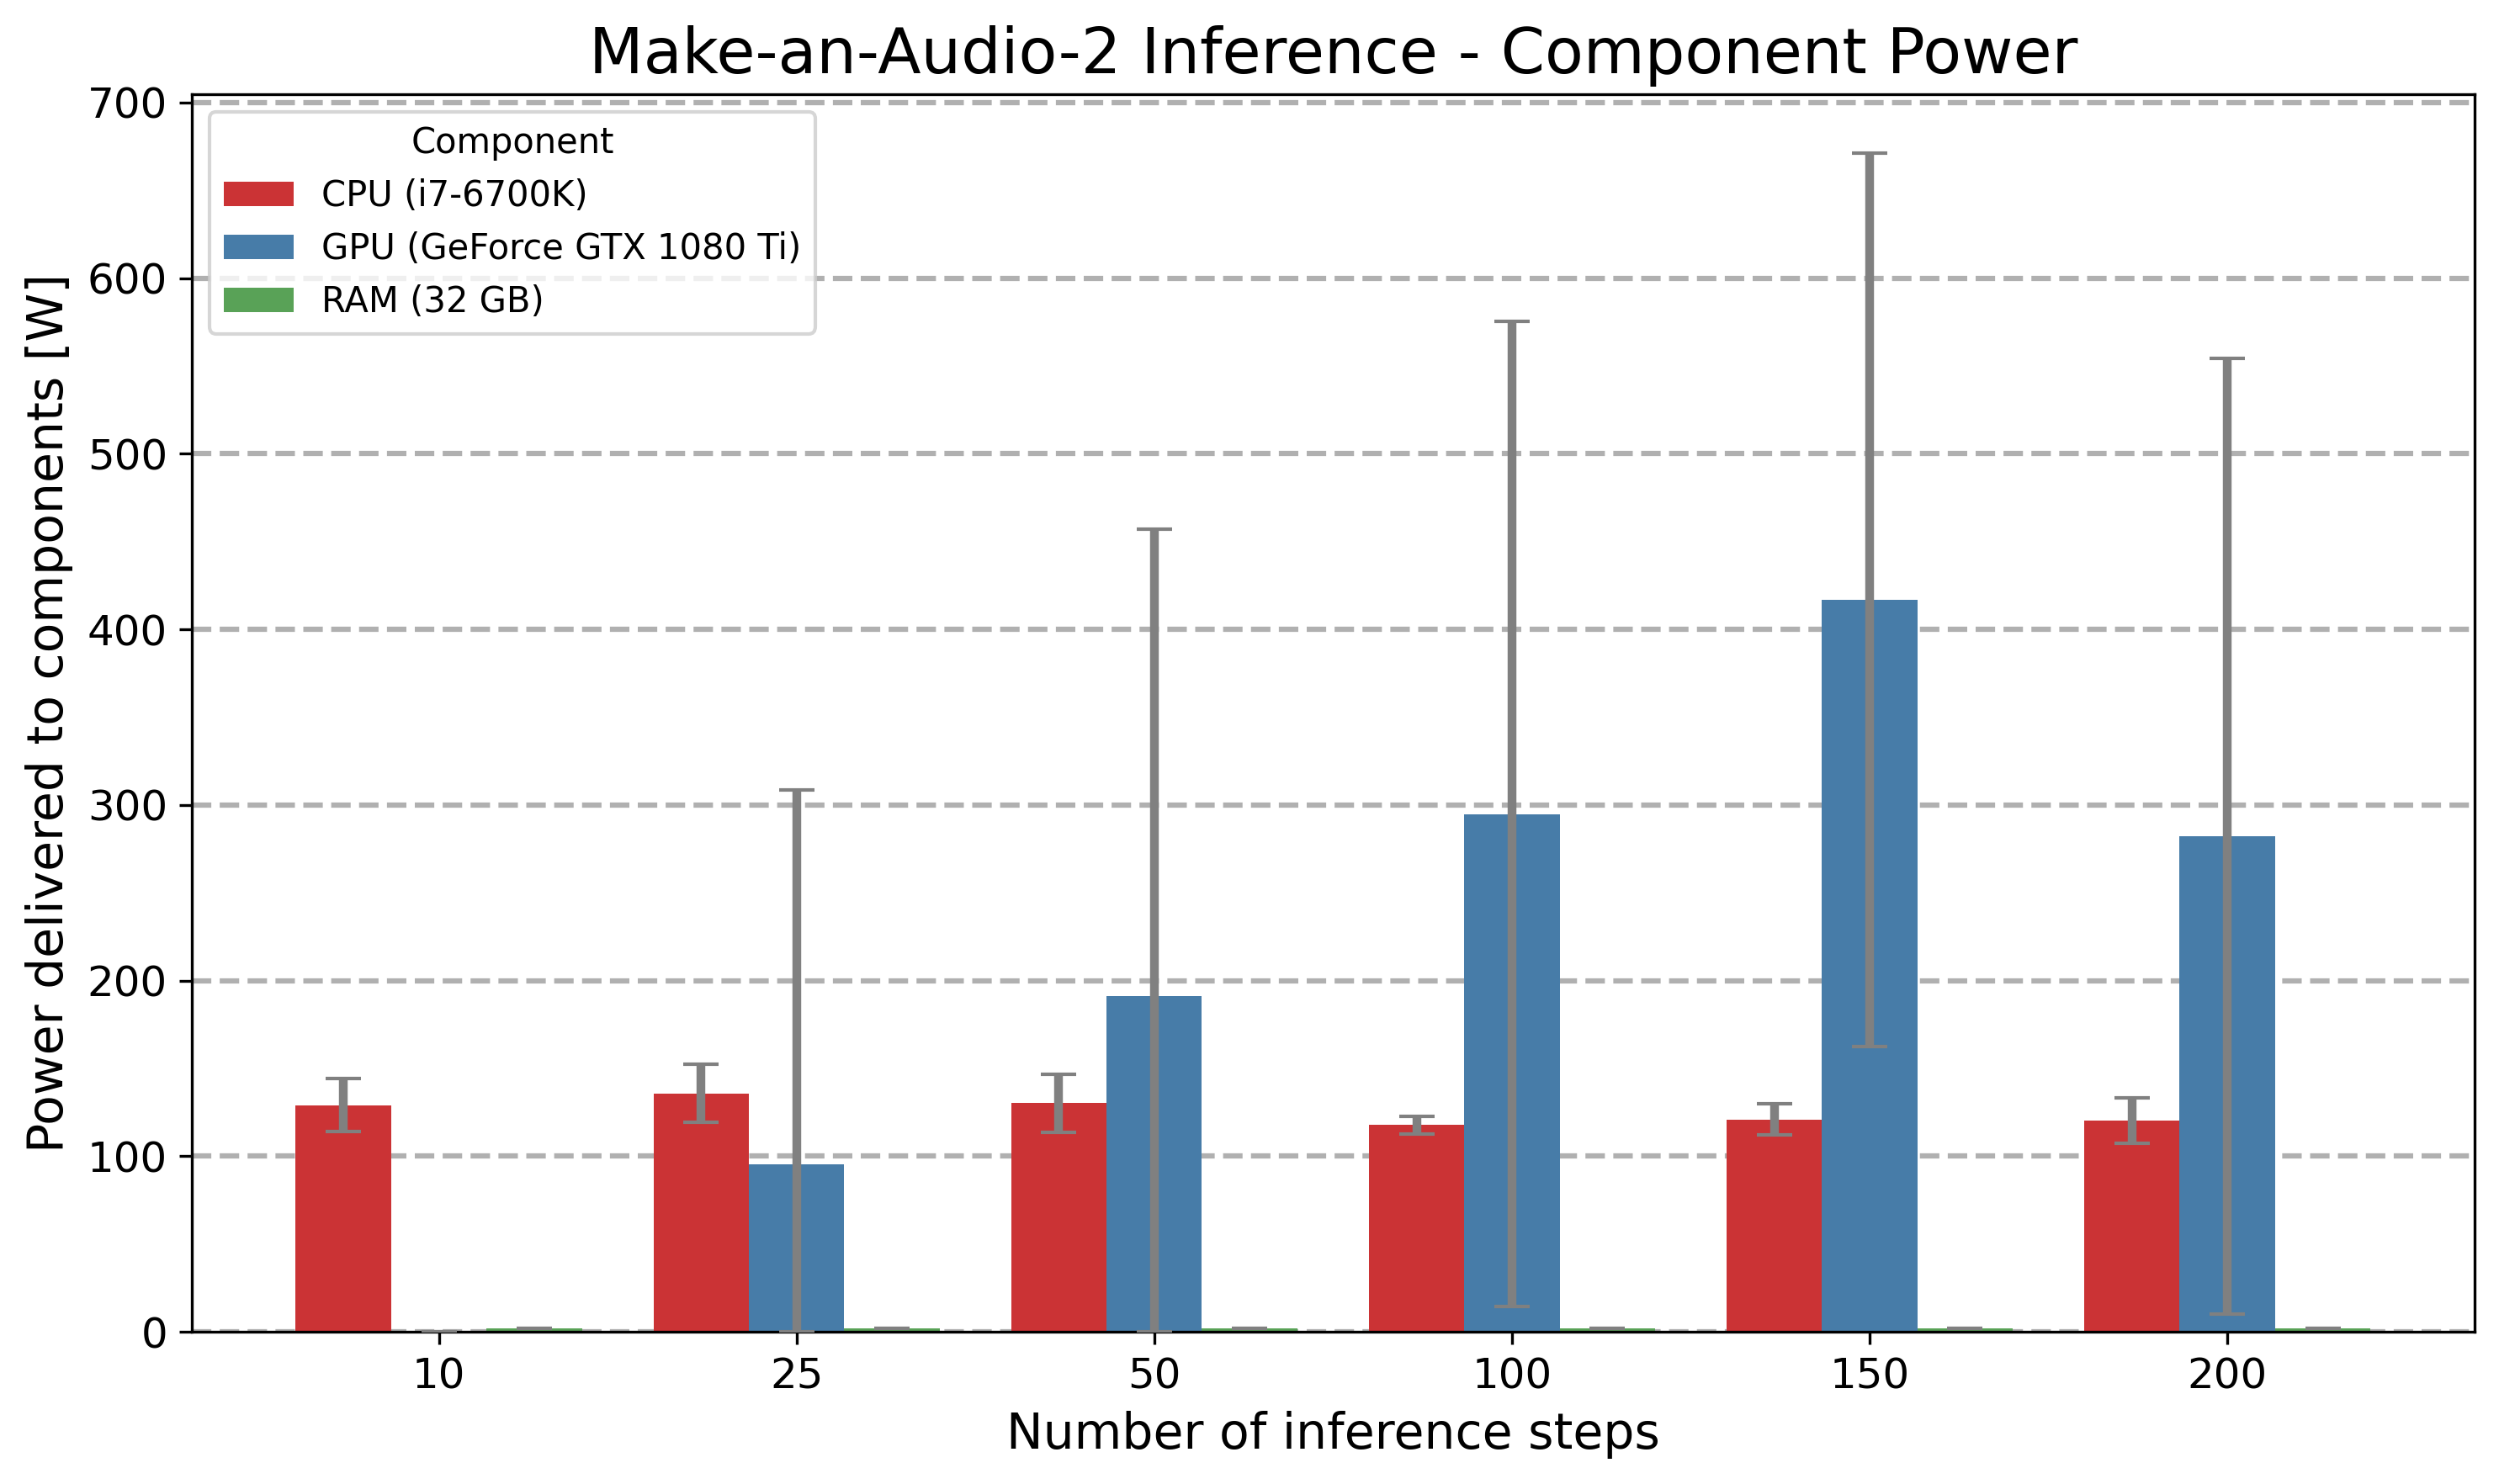 Make-an-Audio-2 Inference - Component Power
Power delivered to components [W]
700
600
500
400
300
200
100
0
Component
CPU (i7-6700K)
GPU (GeForce GTX 1080 Ti)
RAM (32 GB)
10 25 50 100 150 200
Number of inference steps